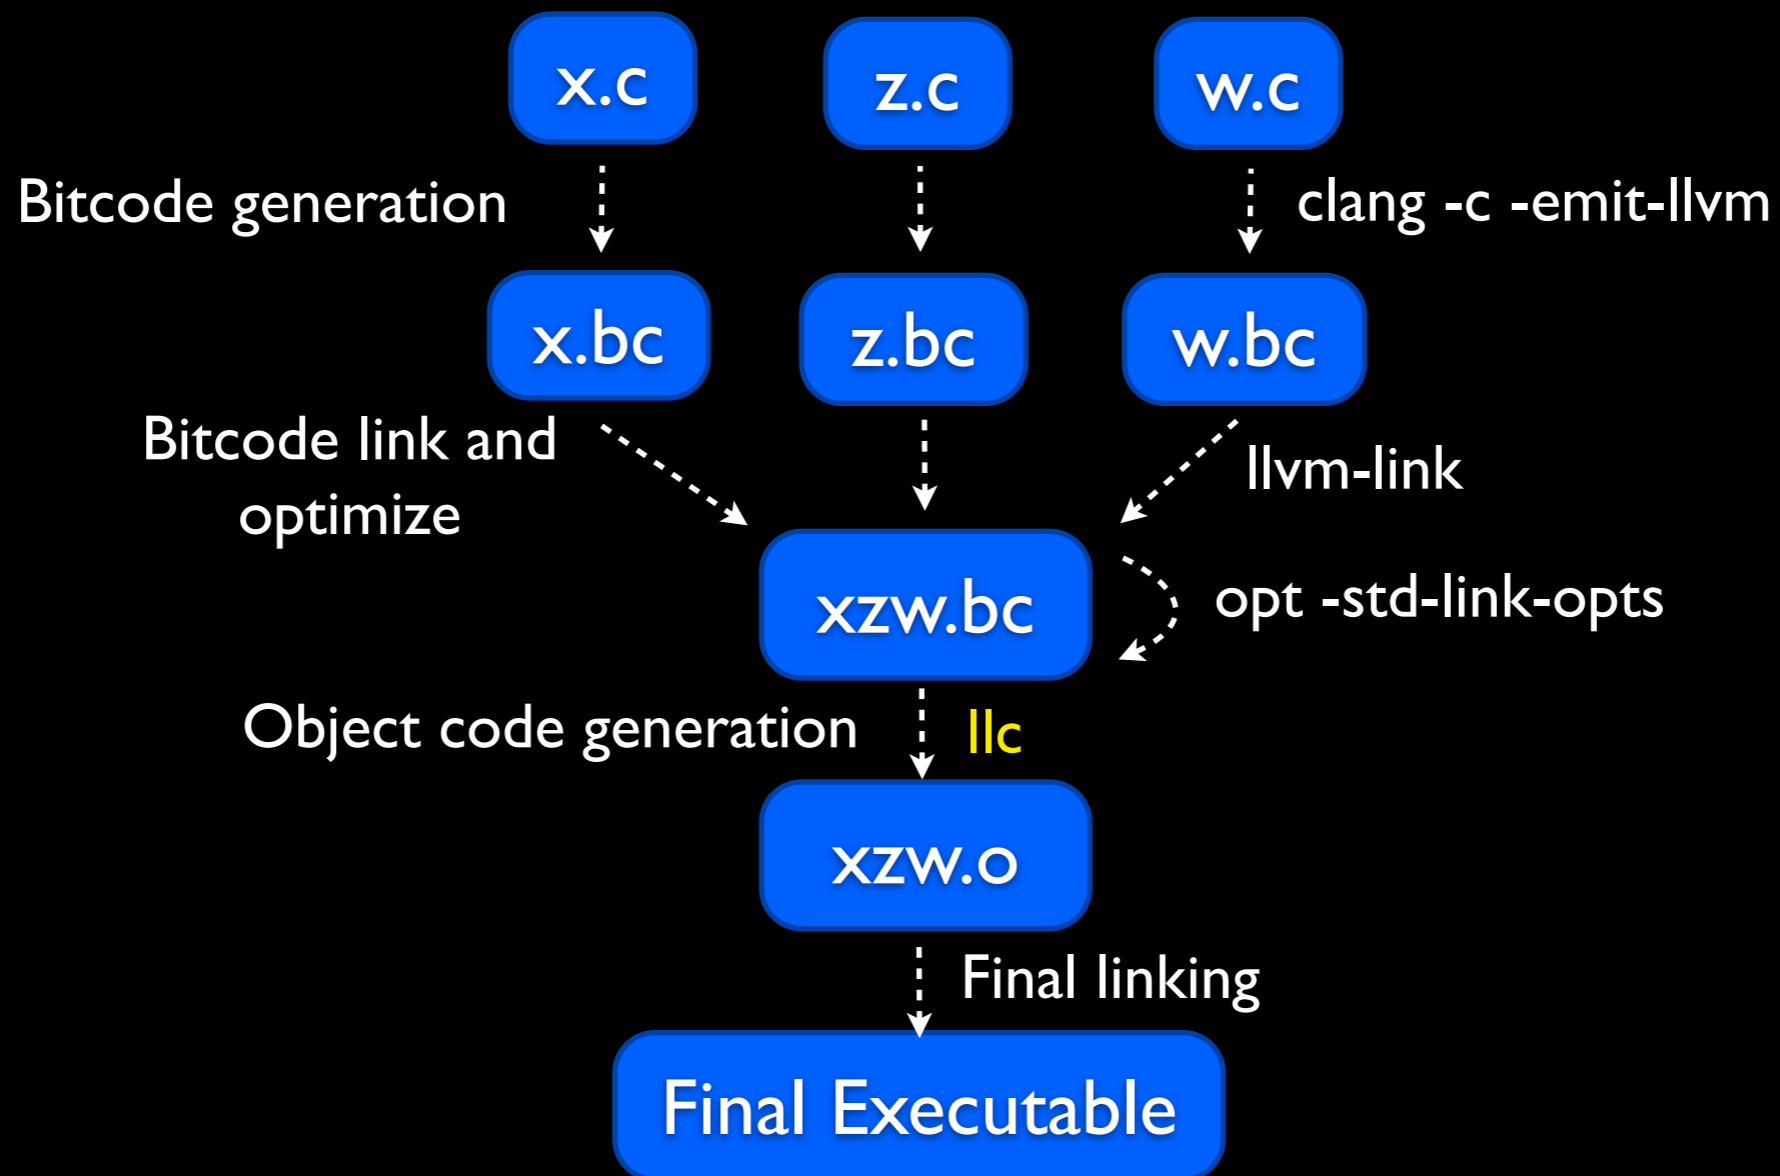 x.c
z.c
w.c
Bitcode generation
clang -c -emit-llvm
x.bc
z.bc
w.bc
Bitcode link and
optimize
llvm-link
xzw.bc
opt -std-link-opts
Object code generation
llc
xzw.o
Final linking
Final Executable